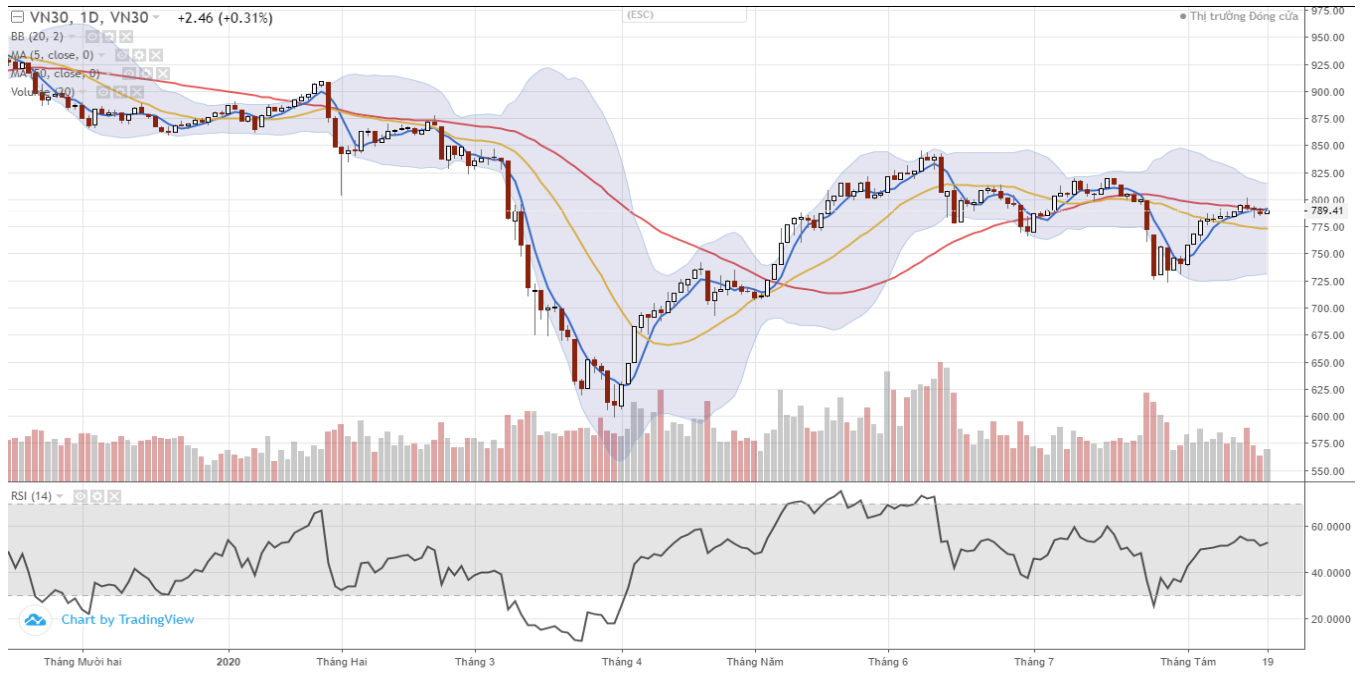 VN30, 1D, VN30 +2.46 (+0.31%)
(ESC)
Thị trường Đóng cửa
BB (20, 2)
MA (5, close, 0)
MA (50, close, 0)
Volume (20)
975.00
950.00
925.00
900.00
875.00
850.00
825.00
800.00
789.41
775.00
750.00
725.00
700.00
675.00
650.00
625.00
600.00
575.00
550.00
RSI (14)
60.0000
40.0000
20.0000
Chart by TradingView
Tháng Mười hai 2020 Tháng Hai Tháng 3 Tháng 4 Tháng Năm Tháng 6 Tháng 7 Tháng Tám 19